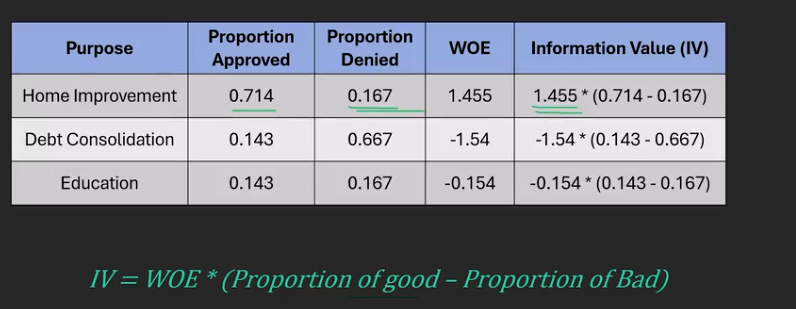 Purpose Proportion Approved Proportion Denied WOE Information Value (IV)
Home Improvement 0.714 0.167 1.455 1.455 * (0.714 - 0.167)
Debt Consolidation 0.143 0.667 -1.54 -1.54 * (0.143 - 0.667)
Education 0.143 0.167 -0.154 -0.154 * (0.143 - 0.167)
IV = WOE * (Proportion of good – Proportion of Bad)